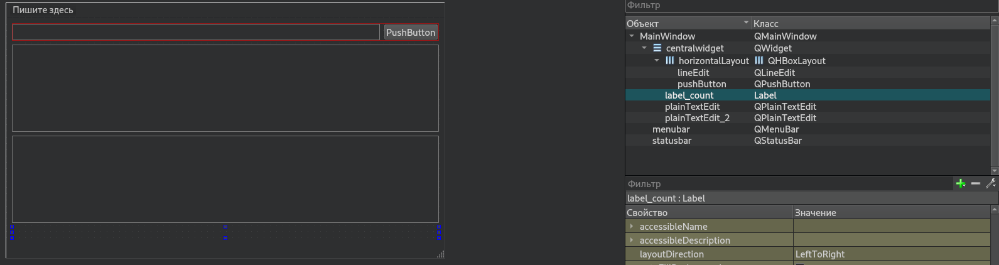 Пишите здесь
PushButton
Фильтр
Объект Класс
MainWindow QMainWindow
centralwidget QWidget
horizontalLayout QHBoxLayout
lineEdit QLineEdit
pushButton QPushButton
label_count Label
plainTextEdit QPlainTextEdit
plainTextEdit_2 QPlainTextEdit
menubar QMenuBar
statusbar QStatusBar
Фильтр
label_count : Label
Свойство Значение
accessibleName
accessibleDescription
layoutDirection LeftToRight